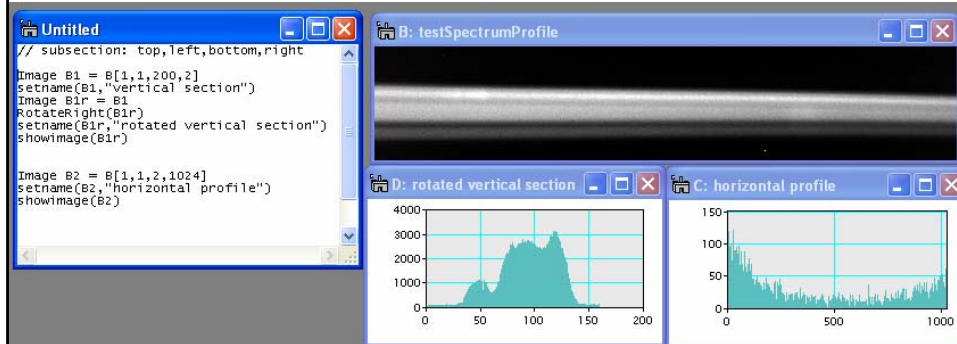 Untitled
// subsection: top,left,bottom,right
Image B1 = B[1,1,200,2]
setname(B1,"vertical section")
Image B1r = B1
RotateRight(B1r)
setname(B1r,"rotated vertical section")
showimage(B1r)
Image B2 = B[1,1,2,1024]
setname(B2,"horizontal profile")
showimage(B2)
B: testSpectrumProfile
D: rotated vertical section
4000
3000
2000
1000
0
0 50 100 150 200
C: horizontal profile
150
100
50
0
0 500 1000